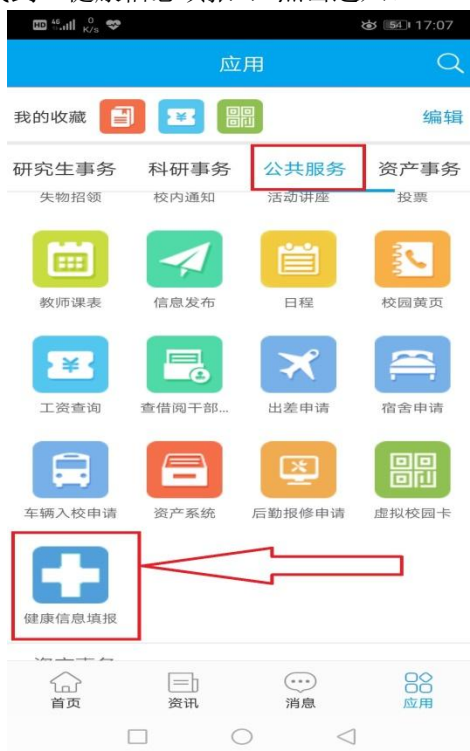 HD 46 0 K/s 54 17:07
应用
我的收藏 编辑
研究生事务 科研事务 公共服务 资产事务
失物招领 校内通知 活动讲座 投票
教师课表 信息发布 日程 校园黄页
工资查询 查借阅干部... 出差申请 宿舍申请
车辆入校申请 资产系统 后勤报修申请 虚拟校园卡
健康信息填报
首页 资讯 消息 应用